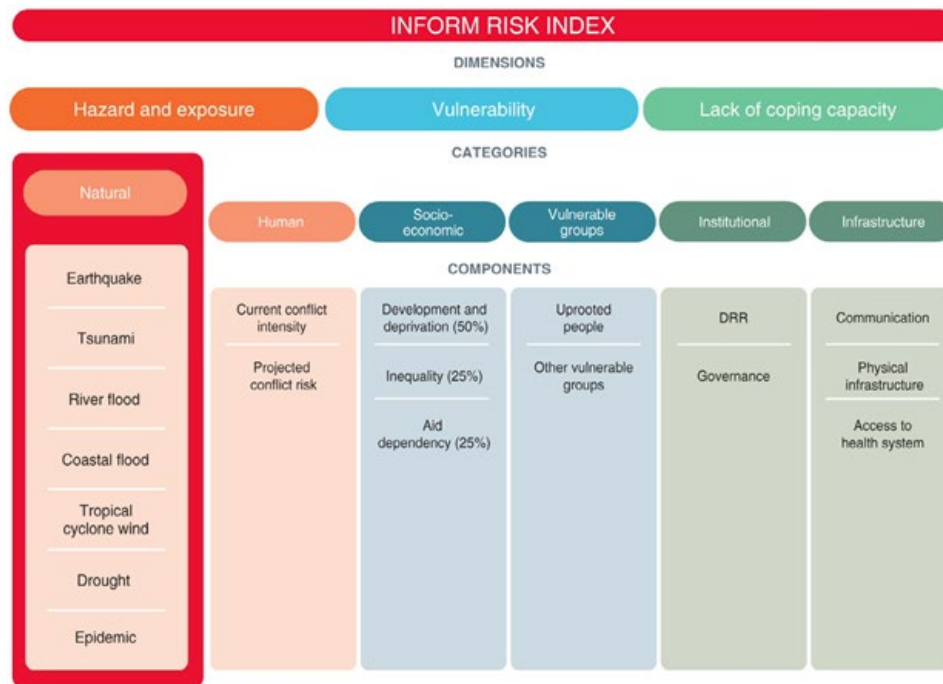 INFORM RISK INDEX
DIMENSIONS
Hazard and exposure
Vulnerability
Lack of coping capacity
CATEGORIES
Natural
Human
Socio-
economic
Vulnerable
groups
Institutional
Infrastructure
COMPONENTS
Earthquake
Tsunami
River flood
Coastal flood
Tropical
cyclone wind
Drought
Epidemic
Current conflict
intensity
Projected
conflict risk
Development and
deprivation (50%)
Inequality (25%)
Aid
dependency (25%)
Uprooted
people
Other vulnerable
groups
DRR
Governance
Communication
Physical
infrastructure
Access to
health system